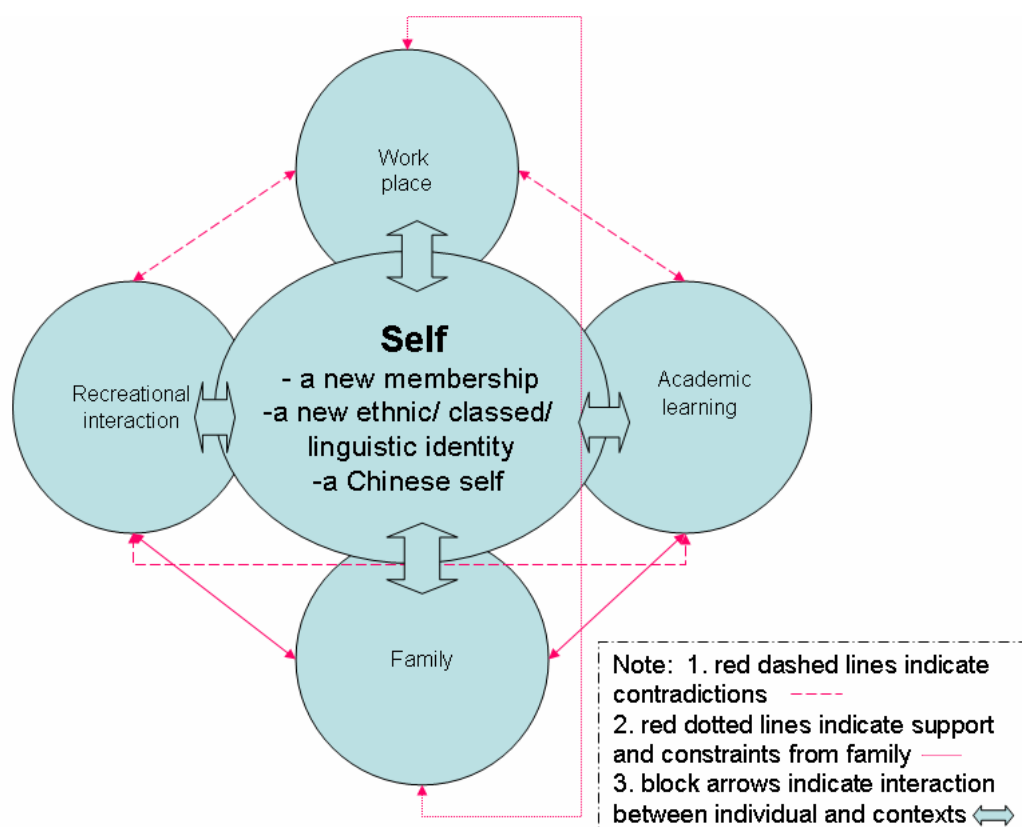 Work
place
Self
- a new membership
-a new ethnic/ classed/
linguistic identity
-a Chinese self
Recreational
interaction
Academic
learning
Family
Note: 1. red dashed lines indicate
contradictions
2. red dotted lines indicate support
and constraints from family
3. block arrows indicate interaction
between individual and contexts